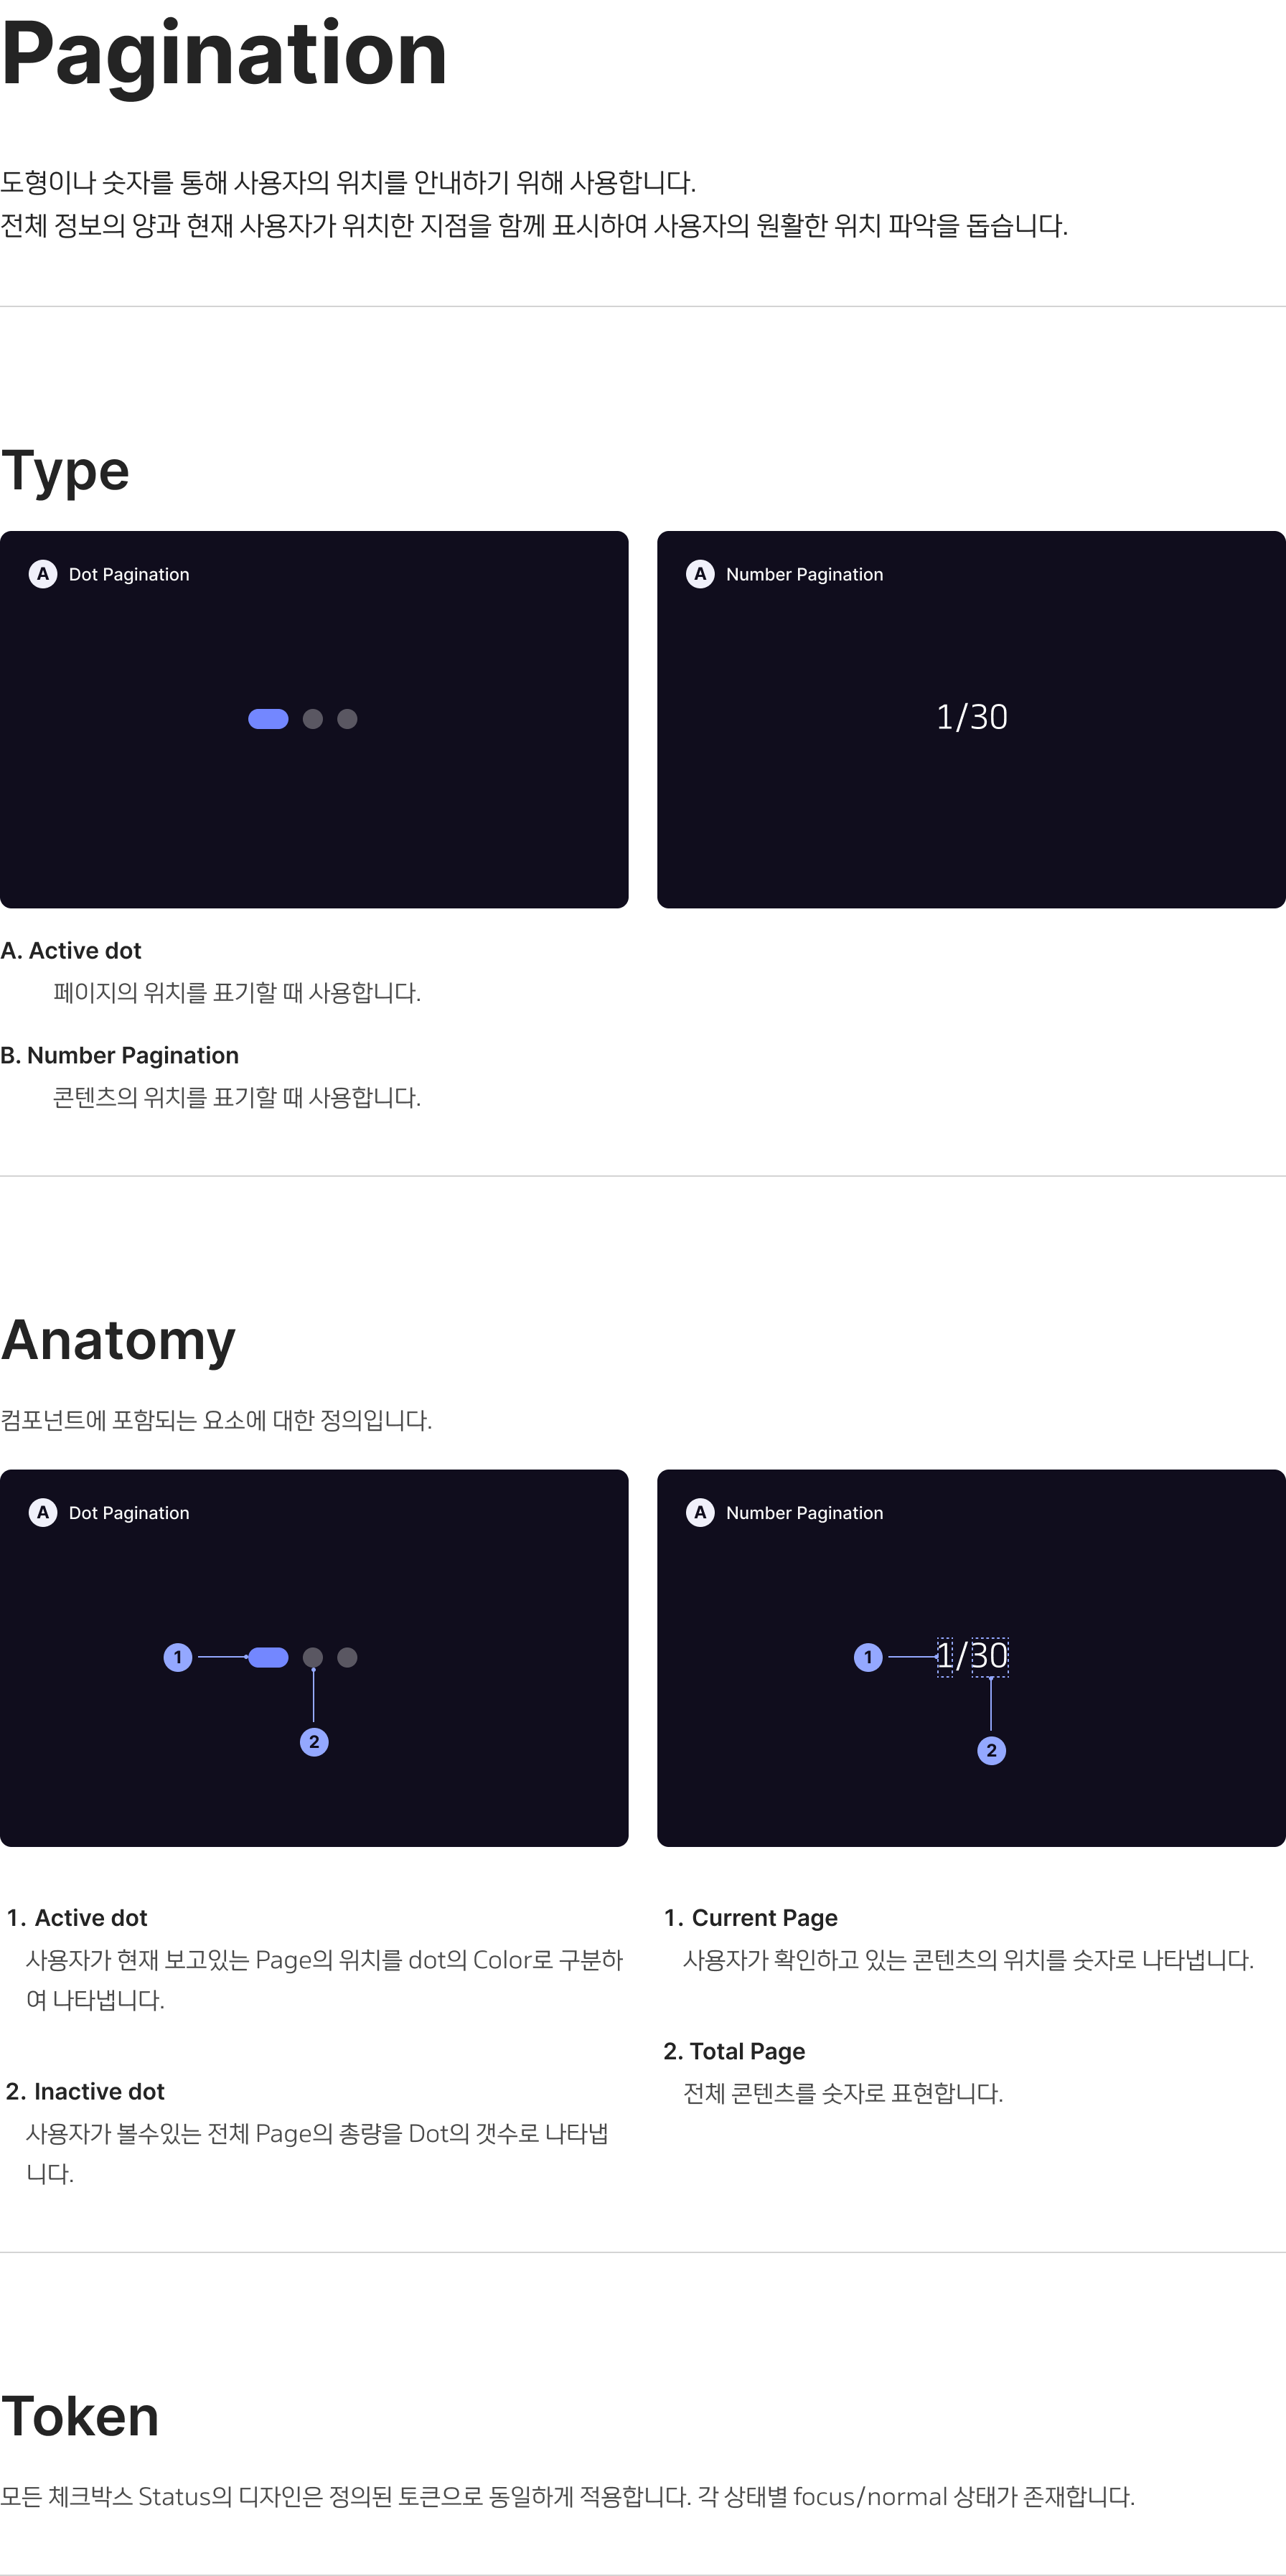 Pagination
도형이나 숫자를 통해 사용자의 위치를 안내하기 위해 사용합니다.
전체 정보의 양과 현재 사용자가 위치한 지점을 함께 표시하여 사용자의 원활한 위치 파악을 돕습니다.
Type
A Dot Pagination
A Number Pagination
1/30
A. Active dot
페이지의 위치를 표기할 때 사용합니다.
B. Number Pagination
콘텐츠의 위치를 표기할 때 사용합니다.
Anatomy
컴포넌트에 포함되는 요소에 대한 정의입니다.
A Dot Pagination
1
2
A Number Pagination
1 1/30
2
1. Active dot
사용자가 현재 보고있는 Page의 위치를 dot의 Color로 구분하
여 나타냅니다.
2. Inactive dot
사용자가 볼수있는 전체 Page의 총량을 Dot의 갯수로 나타냅
니다.
1. Current Page
사용자가 확인하고 있는 콘텐츠의 위치를 숫자로 나타냅니다.
2. Total Page
전체 콘텐츠를 숫자로 표현합니다.
Token
모든 체크박스 Status의 디자인은 정의된 토큰으로 동일하게 적용합니다. 각 상태별 focus/normal 상태가 존재합니다.